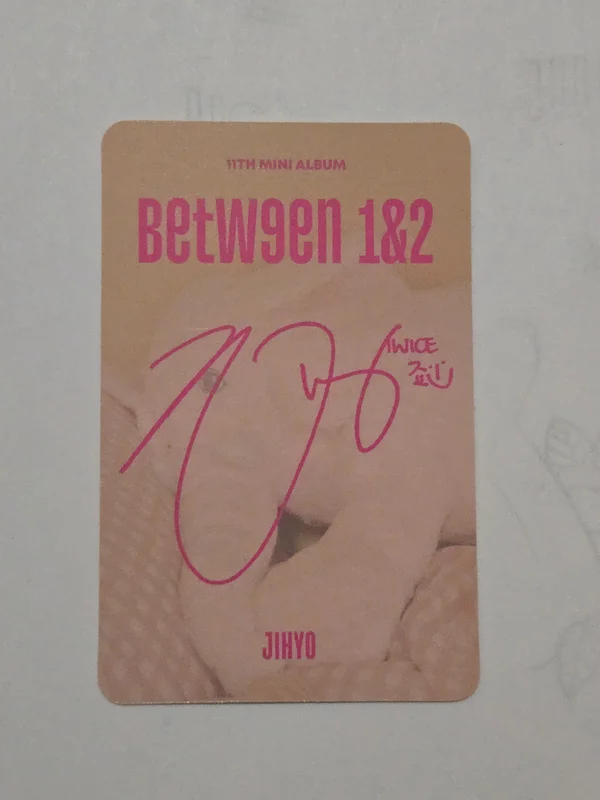 11TH MINI ALBUM
BetW9en 1&2
TWICE
지효
JIHYO